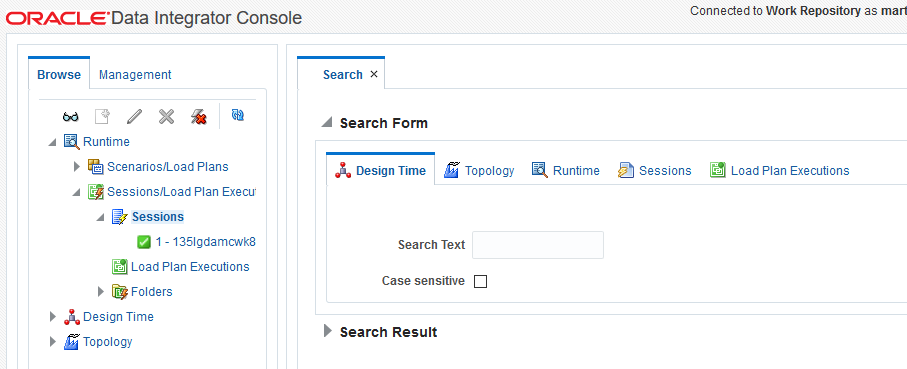 ORACLE Data Integrator Console
Connected to Work Repository as mart
Browse
Management
Runtime
Scenarios/Load Plans
Sessions/Load Plan Execut
Sessions
1 - 135lgdamcwk8
Load Plan Executions
Folders
Design Time
Topology
Search
Search Form
Design Time
Topology
Runtime
Sessions
Load Plan Executions
Search Text
Case sensitive
Search Result